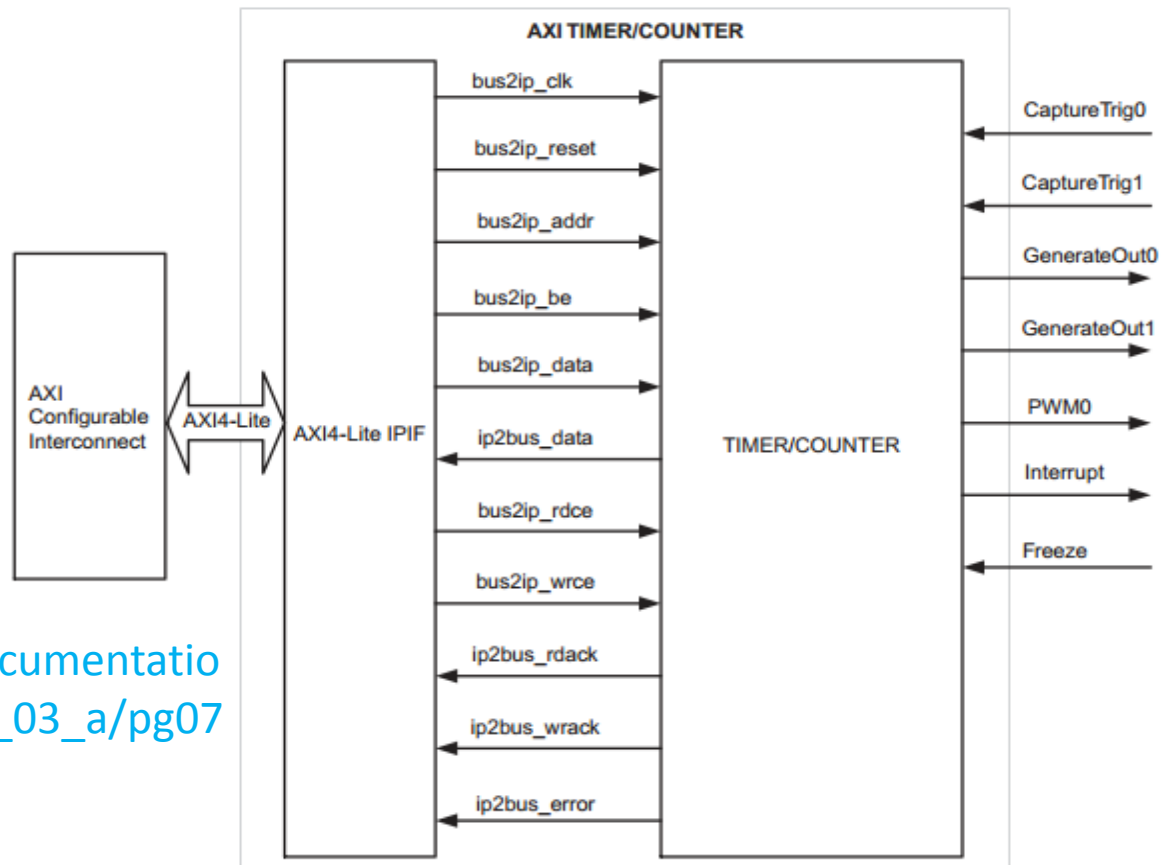 AXI TIMER/COUNTER
bus2ip_clk
bus2ip_reset
bus2ip_addr
bus2ip_be
bus2ip_data
ip2bus_data
bus2ip_rdce
bus2ip_wrce
ip2bus_rdack
ip2bus_wrack
ip2bus_error
AXI
Configurable
Interconnect
AXI4-Lite
AXI4-Lite IPIF
TIMER/COUNTER
CaptureTrig0
CaptureTrig1
GenerateOut0
GenerateOut1
PWM0
Interrupt
Freeze
cumentatio
_03_a/pg07